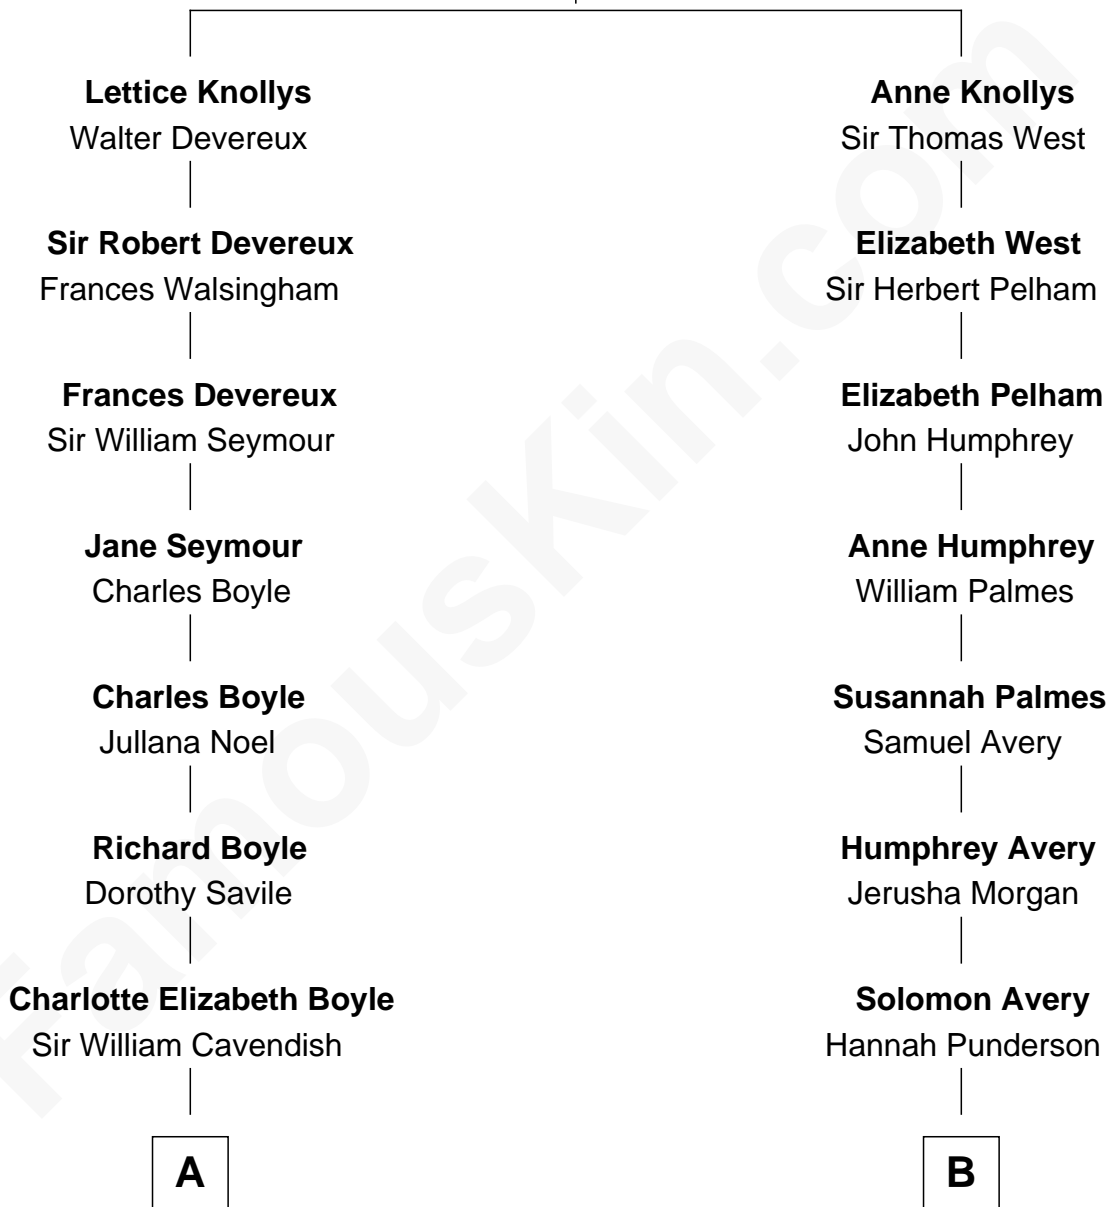 Lettice Knollys
Walter Devereux
Anne Knollys
Sir Thomas West
Sir Robert Devereux
Frances Walsingham
Elizabeth West
Sir Herbert Pelham
Frances Devereux
Sir William Seymour
Elizabeth Pelham
John Humphrey
Jane Seymour
Charles Boyle
Anne Humphrey
William Palmes
Charles Boyle
Jullana Noel
Susannah Palmes
Samuel Avery
Richard Boyle
Dorothy Savile
Humphrey Avery
Jerusha Morgan
Charlotte Elizabeth Boyle
Sir William Cavendish
Solomon Avery
Hannah Punderson
A
B
FamousKin.com